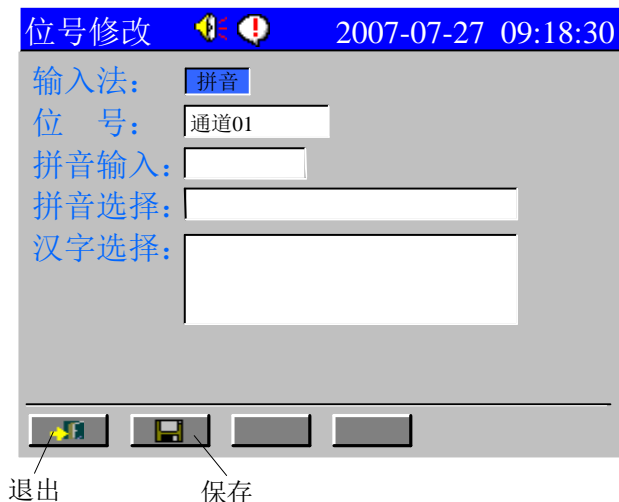 位号修改 2007-07-27 09:18:30
输入法： 拼音
位 号： 通道01
拼音输入：
拼音选择：
汉字选择：
退出 保存